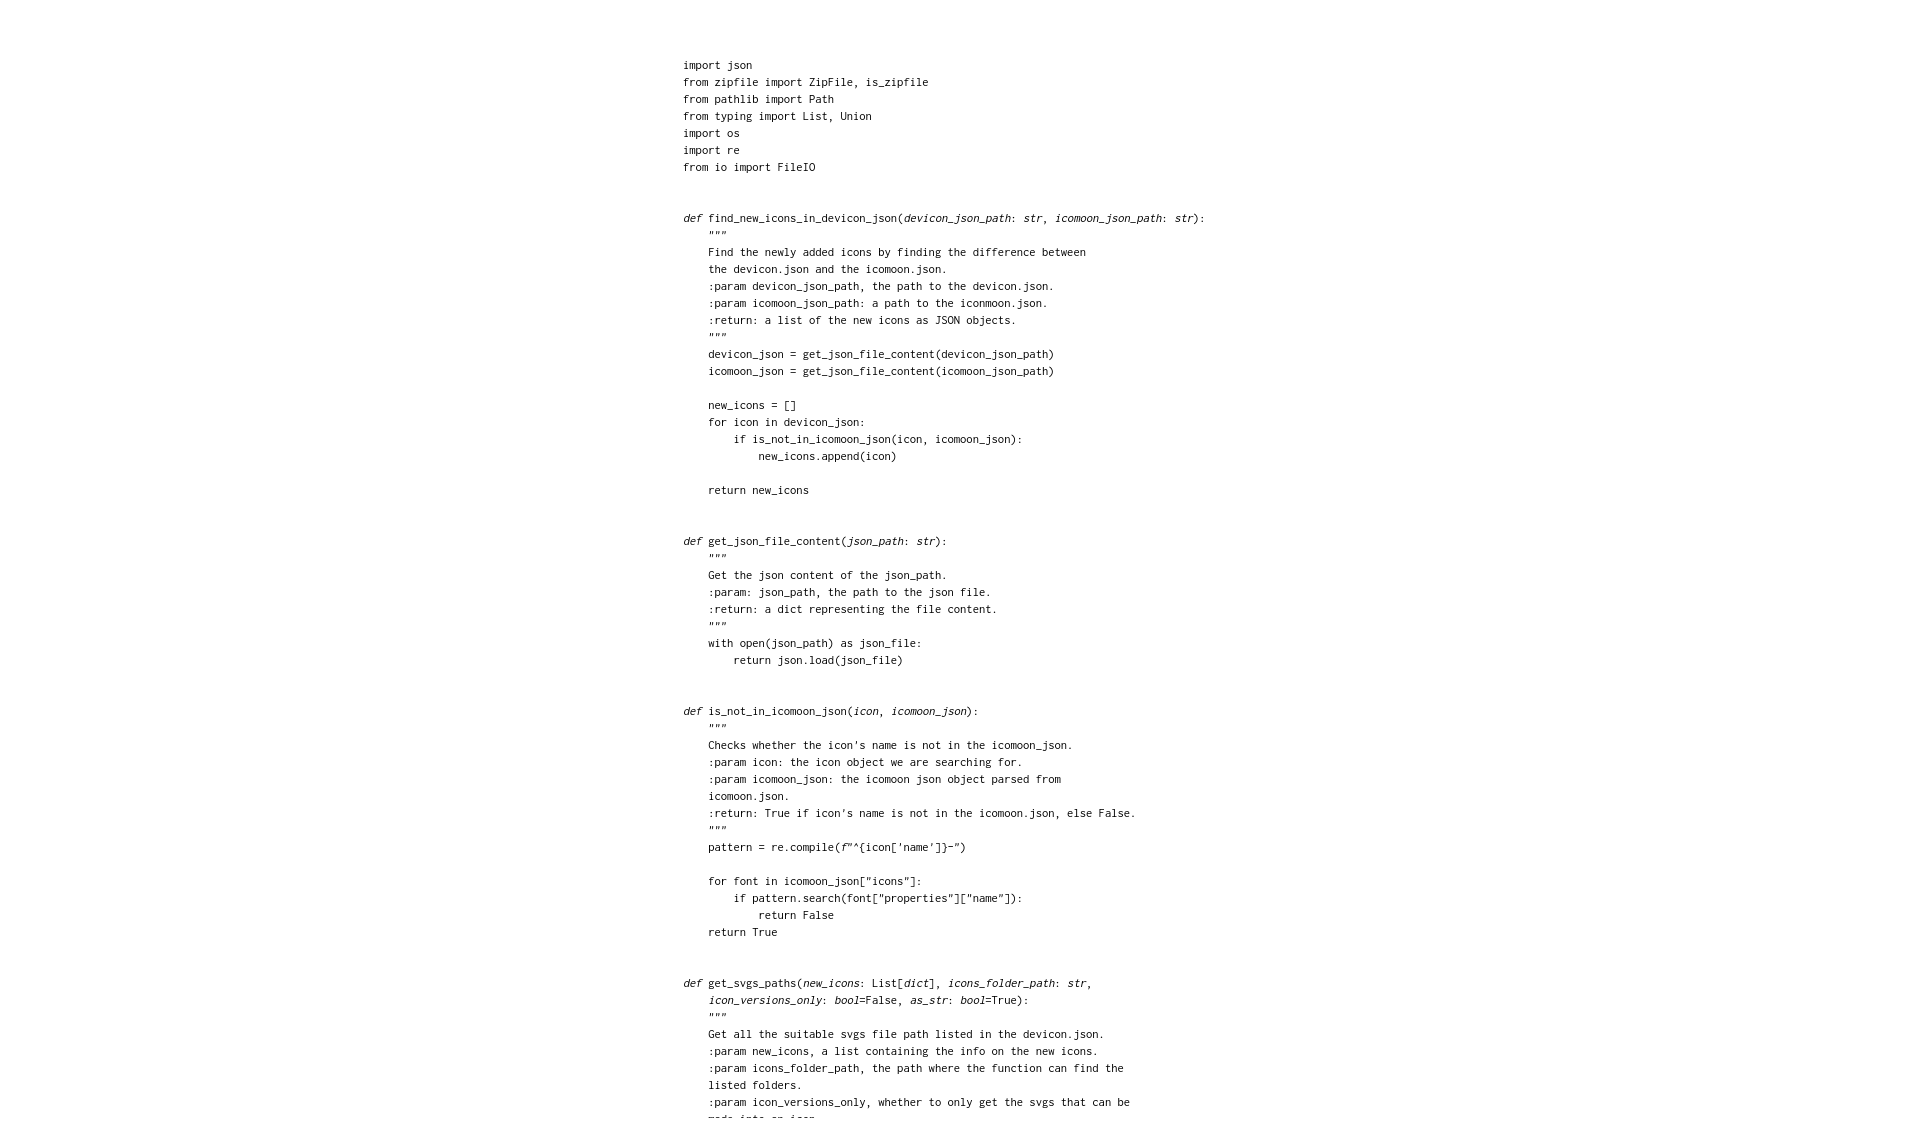 import json
from zipfile import ZipFile, is_zipfile
from pathlib import Path
from typing import List, Union
import os
import re
from io import FileIO


def find_new_icons_in_devicon_json(devicon_json_path: str, icomoon_json_path: str):
    """
    Find the newly added icons by finding the difference between
    the devicon.json and the icomoon.json.
    :param devicon_json_path, the path to the devicon.json.
    :param icomoon_json_path: a path to the iconmoon.json.
    :return: a list of the new icons as JSON objects.
    """
    devicon_json = get_json_file_content(devicon_json_path)
    icomoon_json = get_json_file_content(icomoon_json_path)

    new_icons = []
    for icon in devicon_json:
        if is_not_in_icomoon_json(icon, icomoon_json):
            new_icons.append(icon)

    return new_icons


def get_json_file_content(json_path: str):
    """
    Get the json content of the json_path.
    :param: json_path, the path to the json file.
    :return: a dict representing the file content.
    """
    with open(json_path) as json_file:
        return json.load(json_file)


def is_not_in_icomoon_json(icon, icomoon_json):
    """
    Checks whether the icon's name is not in the icomoon_json.
    :param icon: the icon object we are searching for.
    :param icomoon_json: the icomoon json object parsed from
    icomoon.json.
    :return: True if icon's name is not in the icomoon.json, else False.
    """
    pattern = re.compile(f"^{icon['name']}-")

    for font in icomoon_json["icons"]:
        if pattern.search(font["properties"]["name"]):
            return False
    return True


def get_svgs_paths(new_icons: List[dict], icons_folder_path: str,
    icon_versions_only: bool=False, as_str: bool=True):
    """
    Get all the suitable svgs file path listed in the devicon.json.
    :param new_icons, a list containing the info on the new icons.
    :param icons_folder_path, the path where the function can find the
    listed folders.
    :param icon_versions_only, whether to only get the svgs that can be